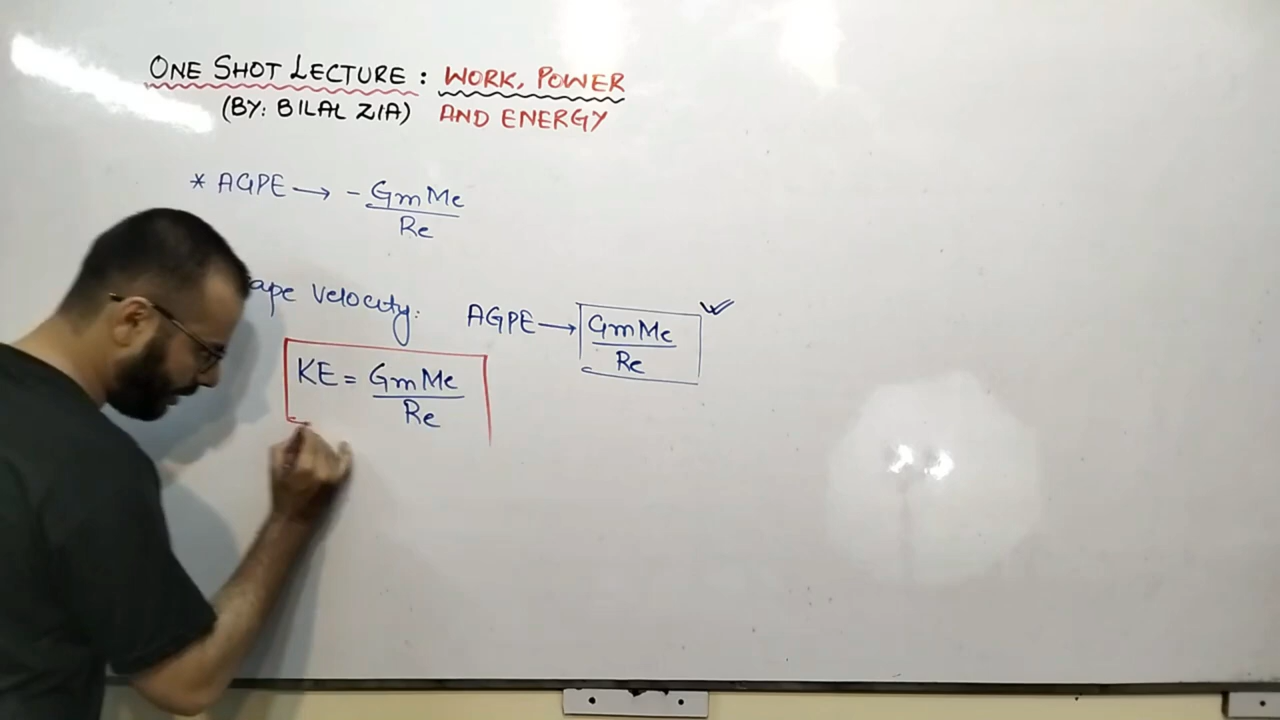 ONE SHOT LECTURE : WORK, POWER
(BY: BILAL ZIA) AND ENERGY
* AGPE → - GmMe
Re
ape velocity:
AGPE → GmMe
Re
KE = GmMe
Re